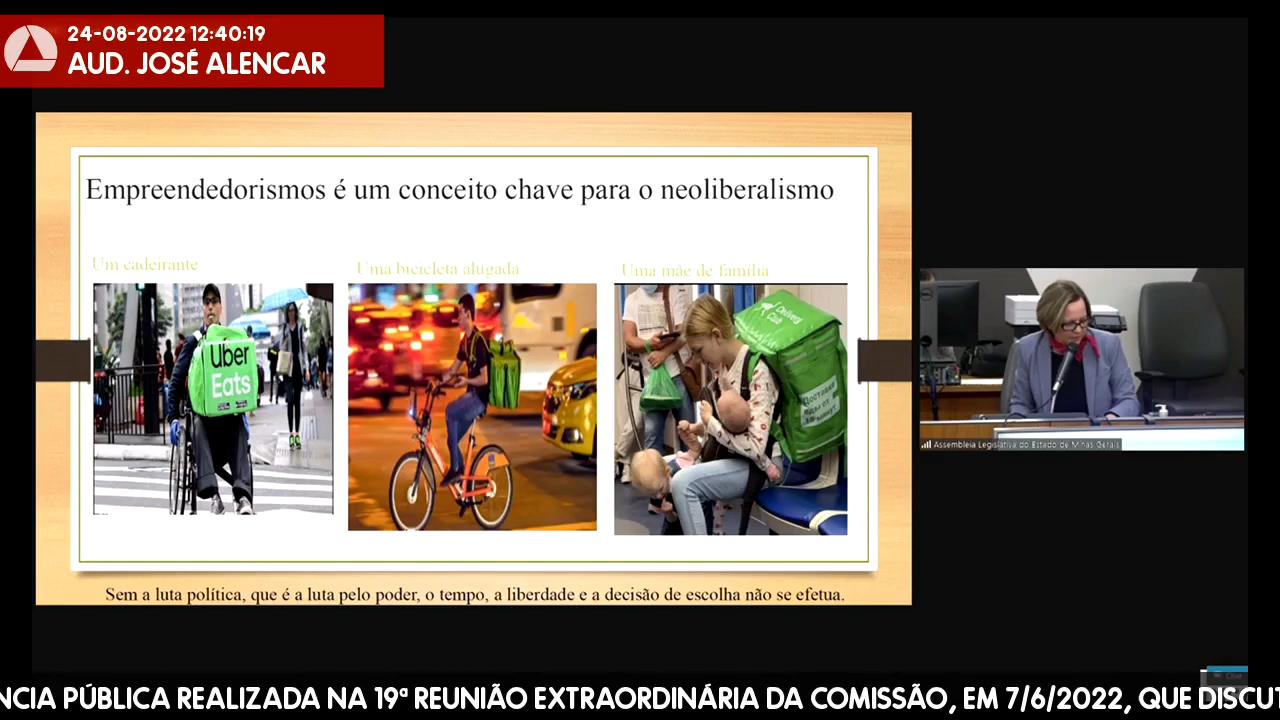 24-08-2022 12:40:19
AUD. JOSÉ ALENCAR
Empreendedorismos é um conceito chave para o neoliberalismo
Um cadeirante
Uma bicicleta alugada
Uma mãe de família
Uber
Eats
Delivery
Club
Assembleia Legislativa do Estado de Minas Gerais
Sem a luta política, que é a luta pelo poder, o tempo, a liberdade e a decisão de escolha não se efetua.
NCIA PÚBLICA REALIZADA NA 19ª REUNIÃO EXTRAORDINÁRIA DA COMISSÃO, EM 7/6/2022, QUE DISCUT